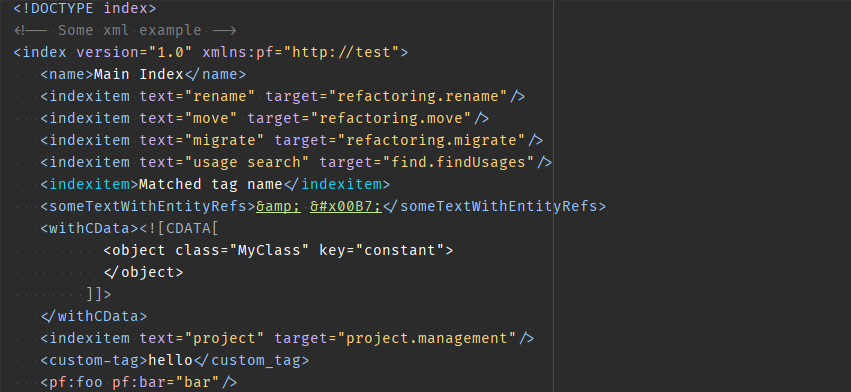 <!DOCTYPE index>
<!-- Some xml example -->
<index version="1.0" xmlns:pf="http://test">
   <name>Main Index</name>
   <indexitem text="rename" target="refactoring.rename"/>
   <indexitem text="move" target="refactoring.move"/>
   <indexitem text="migrate" target="refactoring.migrate"/>
   <indexitem text="usage search" target="find.findUsages"/>
   <indexitem>Matched tag name</indexitem>
   <someTextWithEntityRefs>&amp; &#x00B7;</someTextWithEntityRefs>
   <withCData><![CDATA[
          <object class="MyClass" key="constant">
          </object>
        ]]>
   </withCData>
   <indexitem text="project" target="project.management"/>
   <custom-tag>hello</custom_tag>
   <pf:foo pf:bar="bar"/>